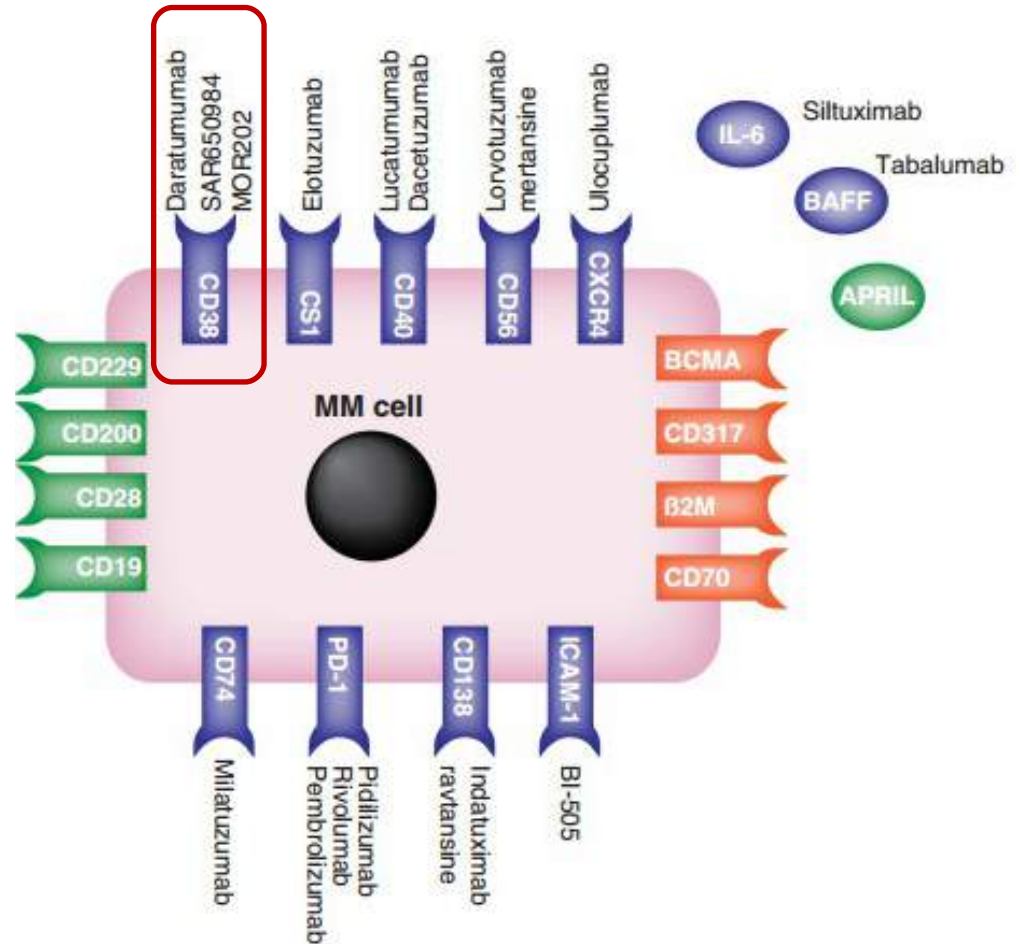 Daratumumab
SAR650984
MOR202
Elotuzumab
Lucatumumab
Dacetuzumab
Lorvotuzumab
mertansine
Ulocuplumab
IL-6
Siltuximab
Tabalumab
BAFF
APRIL
CD38
CS1
CD40
CD56
CXCR4
CD229
CD200
CD28
CD19
MM cell
BCMA
CD317
β2M
CD70
CD74
PD-1
CD138
ICAM-1
Milatuzumab
Pidilizumab
Rivolumab
Pembrolizumab
Indatuximab
ravtansine
BI-505